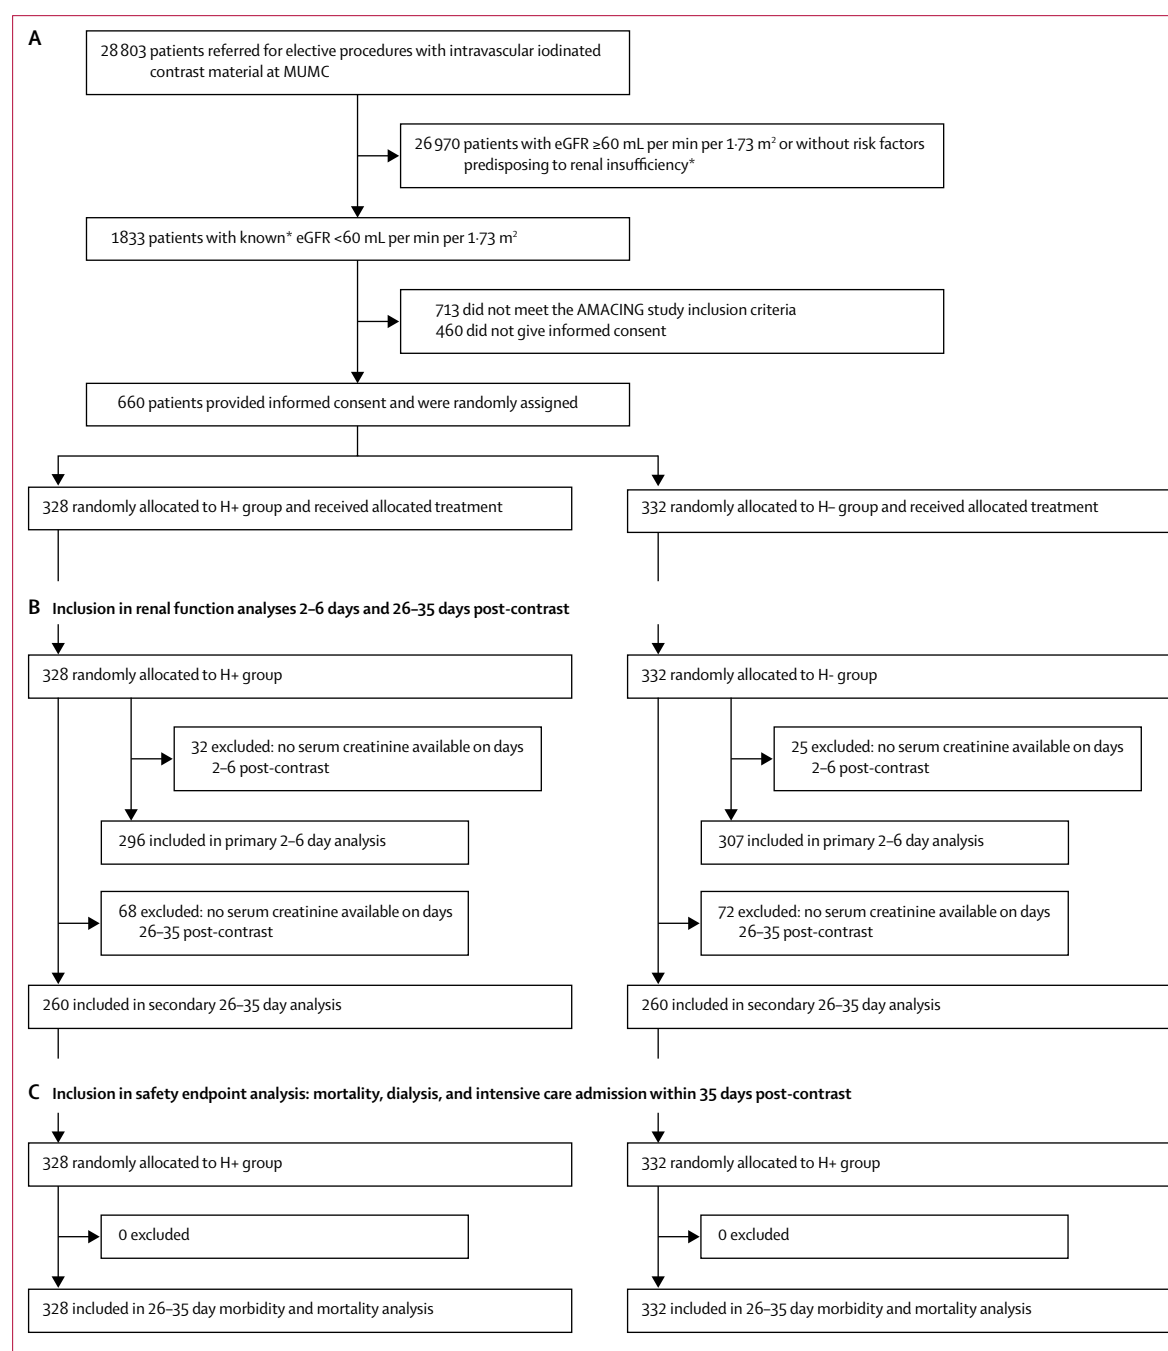 A
28 803 patients referred for elective procedures with intravascular iodinated
contrast material at MUMC
26 970 patients with eGFR ≥60 mL per min per 1·73 m² or without risk factors
predisposing to renal insufficiency*
1833 patients with known* eGFR <60 mL per min per 1·73 m²
713 did not meet the AMACING study inclusion criteria
460 did not give informed consent
660 patients provided informed consent and were randomly assigned
328 randomly allocated to H+ group and received allocated treatment
332 randomly allocated to H– group and received allocated treatment
B Inclusion in renal function analyses 2–6 days and 26–35 days post-contrast
328 randomly allocated to H+ group
332 randomly allocated to H- group
32 excluded: no serum creatinine available on days
2–6 post-contrast
25 excluded: no serum creatinine available on days
2–6 post-contrast
296 included in primary 2–6 day analysis
307 included in primary 2–6 day analysis
68 excluded: no serum creatinine available on days
26–35 post-contrast
72 excluded: no serum creatinine available on days
26–35 post-contrast
260 included in secondary 26–35 day analysis
260 included in secondary 26–35 day analysis
C Inclusion in safety endpoint analysis: mortality, dialysis, and intensive care admission within 35 days post-contrast
328 randomly allocated to H+ group
332 randomly allocated to H+ group
0 excluded
0 excluded
328 included in 26–35 day morbidity and mortality analysis
332 included in 26–35 day morbidity and mortality analysis